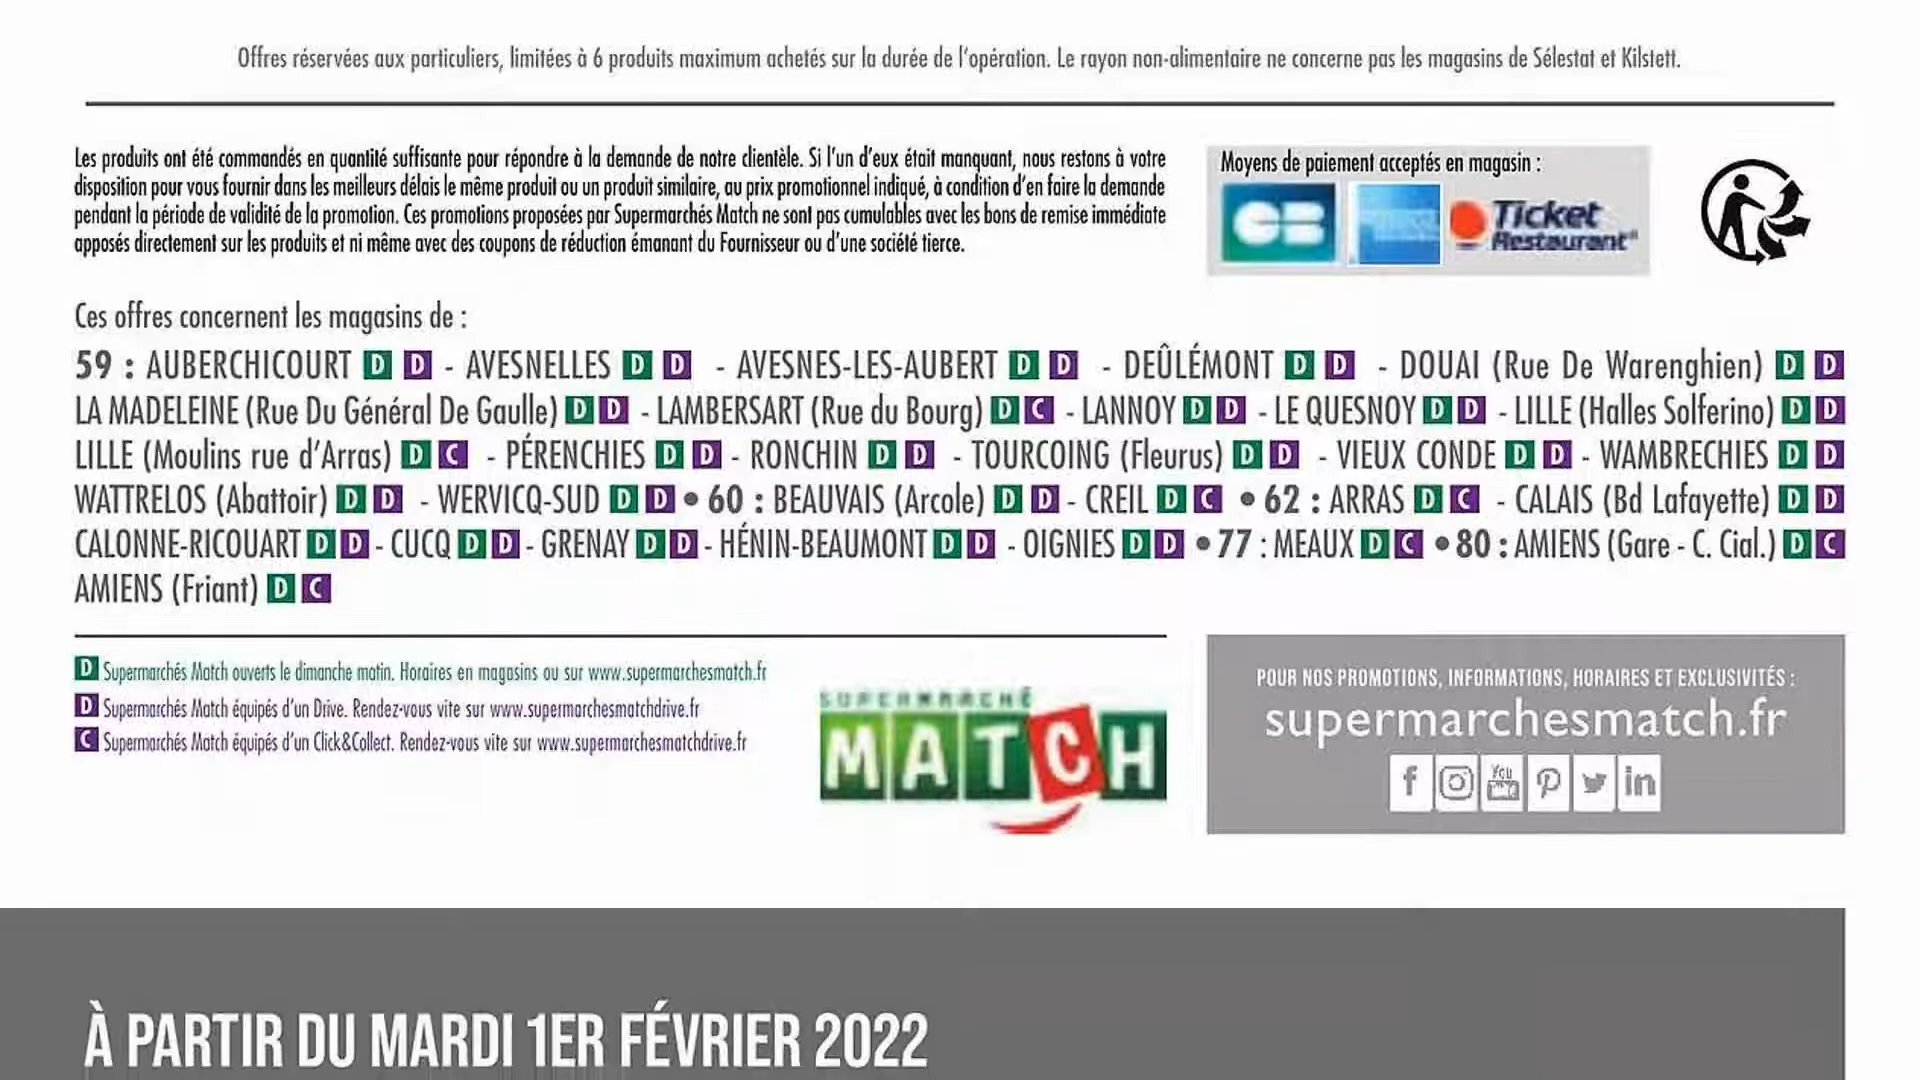 Offres réservées aux particuliers, limitées à 6 produits maximum achetés sur la durée de l'opération. Le rayon non-alimentaire ne concerne pas les magasins de Sélestat et Kilstett.
Les produits ont été commandés en quantité suffisante pour répondre à la demande de notre clientèle. Si l'un d'eux était manquant, nous restons à votre
disposition pour vous fournir dans les meilleurs délais le même produit ou un produit similaire, au prix promotionnel indiqué, à condition d'en faire la demande
pendant la période de validité de la promotion. Ces promotions proposées par Supermarchés Match ne sont pas cumulables avec les bons de remise immédiate
apposés directement sur les produits et ni même avec des coupons de réduction émanant du Fournisseur ou d'une société tierce.
Moyens de paiement acceptés en magasin :
CB
Ticket
Restaurant®
Ces offres concernent les magasins de :
59 : AUBERCHICOURT D D - AVESNELLES D D - AVESNES-LES-AUBERT D D - DEÛLÉMONT D D - DOUAI (Rue De Warenghien) D D
LA MADELEINE (Rue Du Général De Gaulle) D D - LAMBERSART (Rue du Bourg) D C - LANNOY D D - LE QUESNOY D D - LILLE (Halles Solferino) D D
LILLE (Moulins rue d'Arras) D C - PÉRENCHIES D D - RONCHIN D D - TOURCOING (Fleurus) D D - VIEUX CONDE D D - WAMBRECHIES D D
WATTRELOS (Abattoir) D D - WERVICQ-SUD D D • 60 : BEAUVAIS (Arcole) D D - CREIL D C • 62 : ARRAS D C - CALAIS (Bd Lafayette) D D
CALONNE-RICOUART D D - CUCQ D D - GRENAY D D - HÉNIN-BEAUMONT D D - OIGNIES D D • 77 : MEAUX D C • 80 : AMIENS (Gare - C. Cial.) D C
AMIENS (Friant) D C
D Supermarchés Match ouverts le dimanche matin. Horaires en magasins ou sur www.supermarchesmatch.fr
D Supermarchés Match équipés d'un Drive. Rendez-vous vite sur www.supermarchesmatchdrive.fr
C Supermarchés Match équipés d'un Click&Collect. Rendez-vous vite sur www.supermarchesmatchdrive.fr
SUPERMARCHÉ
MATCH
POUR NOS PROMOTIONS, INFORMATIONS, HORAIRES ET EXCLUSIVITÉS :
supermarchesmatch.fr
You
À PARTIR DU MARDI 1ER FÉVRIER 2022